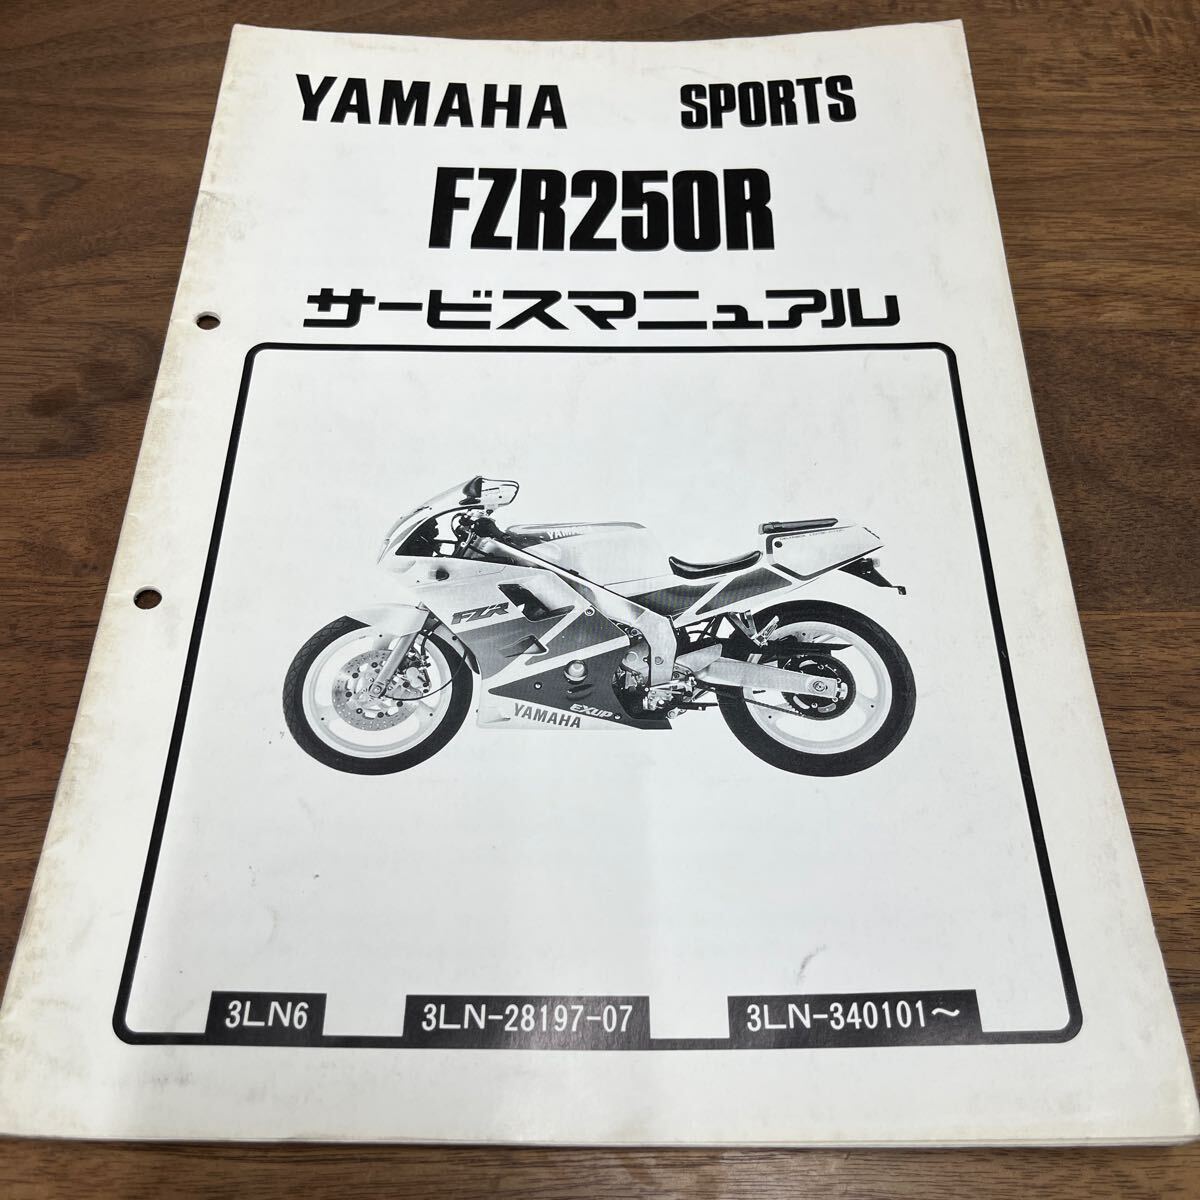 YAMAHA SPORTS
FZR250R
サービスマニュアル
YAMAHA
FZR
YAMAHA
EXUP
3LN6
3LN-28197-07
3LN-340101～